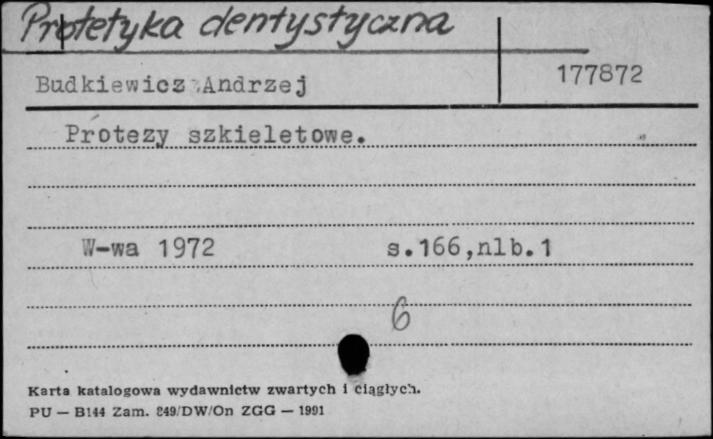 Protetyka dentystyczna
Budkiewicz Andrzej
177872
Protezy szkieletowe.
W-wa 1972 s.166,nlb.1
6
Karta katalogowa wydawnictw zwartych i ciągłych.
PU — B144 Zam. 849/DW/On ZGG — 1991